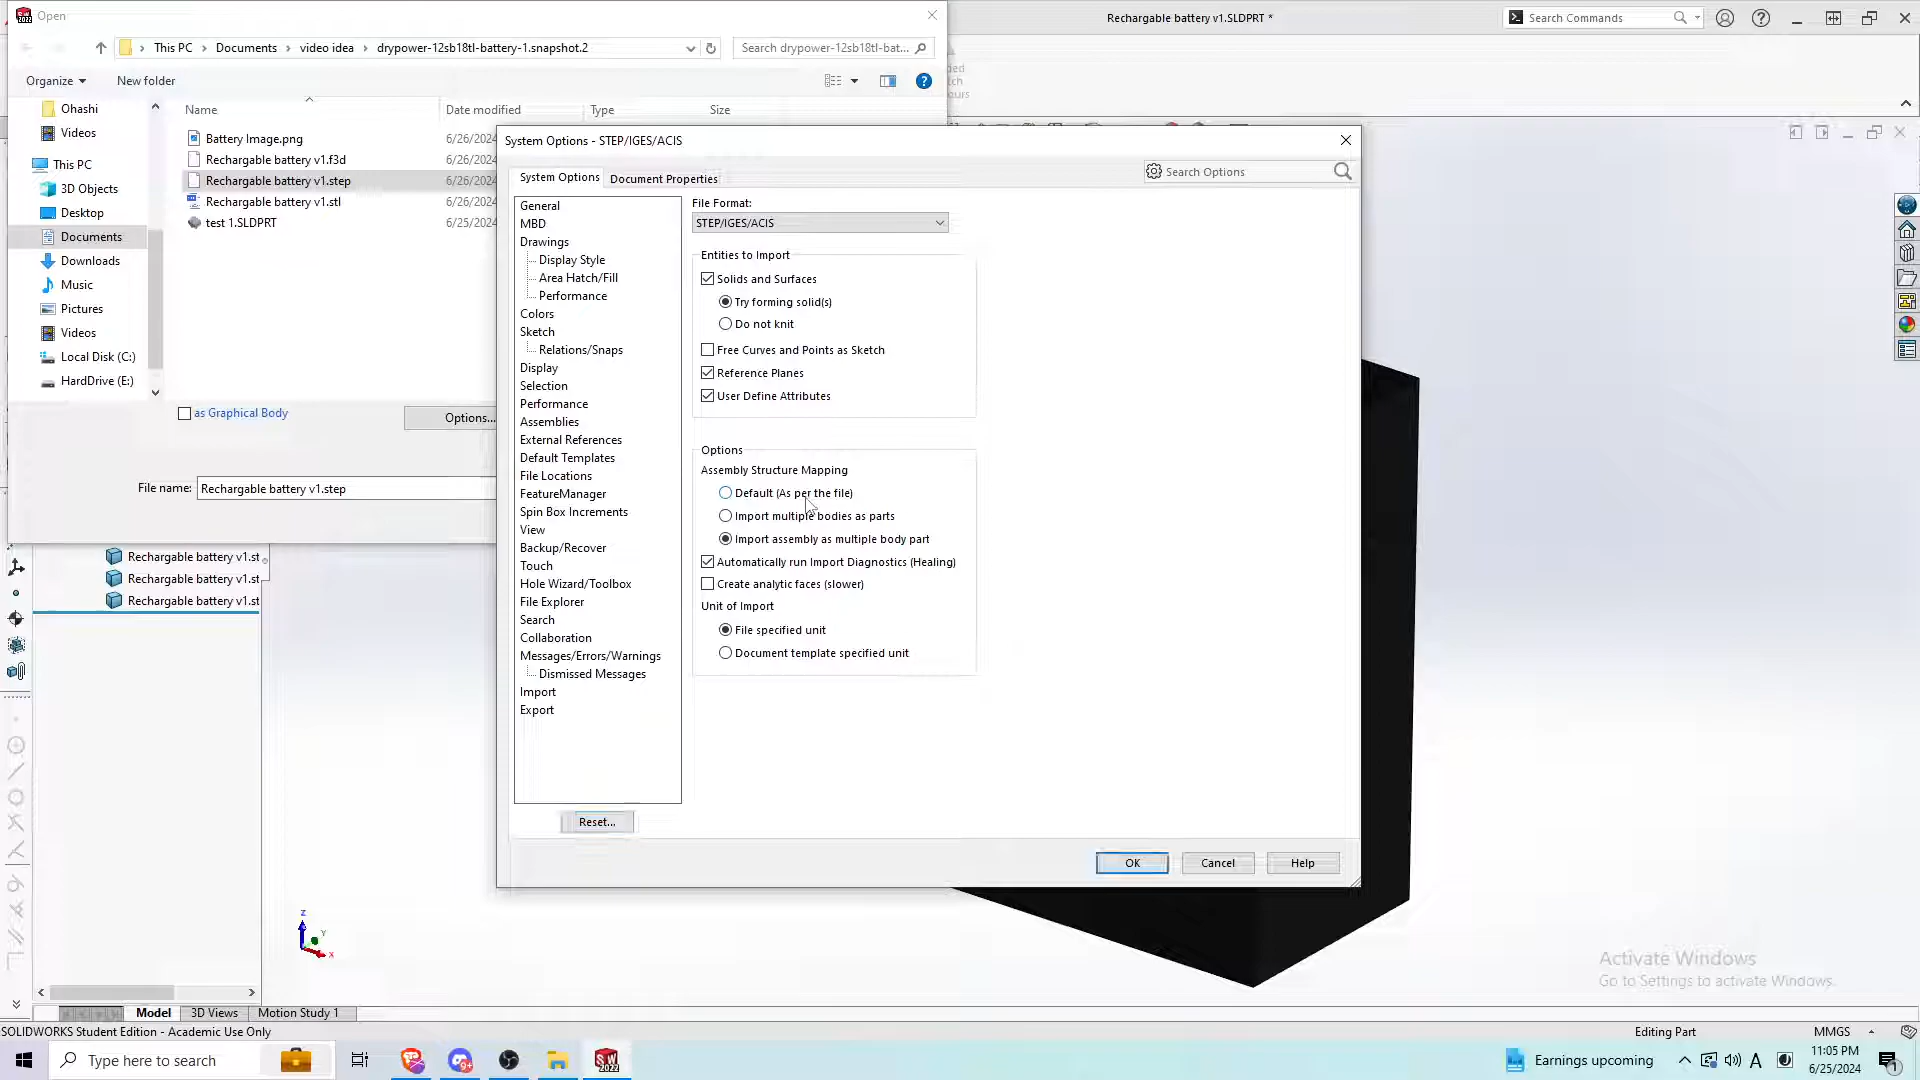 Open
Rechargable battery v1.SLDPRT *
Search Commands
This PC
Documents
video idea
drypower-12sb18tl-battery-1.snapshot.2
Search drypower-12sb18tl-bat...
Organize
New folder
Name
Date modified
Type
Size
Ohashi
Videos
This PC
3D Objects
Desktop
Documents
Downloads
Music
Pictures
Videos
Local Disk (C:)
HardDrive (E:)
Battery Image.png
6/26/2024
Rechargable battery v1.f3d
6/26/2024
Rechargable battery v1.step
6/26/2024
Rechargable battery v1.stl
6/26/2024
test 1.SLDPRT
6/25/2024
as Graphical Body
Options...
File name:
Rechargable battery v1.step
System Options - STEP/IGES/ACIS
System Options
Document Properties
Search Options
General
MBD
Drawings
Display Style
Area Hatch/Fill
Performance
Colors
Sketch
Relations/Snaps
Display
Selection
Performance
Assemblies
External References
Default Templates
File Locations
FeatureManager
Spin Box Increments
View
Backup/Recover
Touch
Hole Wizard/Toolbox
File Explorer
Search
Collaboration
Messages/Errors/Warnings
Dismissed Messages
Import
Export
Reset...
File Format:
STEP/IGES/ACIS
Entities to Import
Solids and Surfaces
Try forming solid(s)
Do not knit
Free Curves and Points as Sketch
Reference Planes
User Define Attributes
Options
Assembly Structure Mapping
Default (As per the file)
Import multiple bodies as parts
Import assembly as multiple body part
Automatically run Import Diagnostics (Healing)
Create analytic faces (slower)
Unit of Import
File specified unit
Document template specified unit
OK
Cancel
Help
Rechargable battery v1.st
Rechargable battery v1.st
Rechargable battery v1.st
Z
Y
X
Activate Windows
Go to Settings to activate Windows.
Model
3D Views
Motion Study 1
SOLIDWORKS Student Edition - Academic Use Only
Editing Part
MMGS
Type here to search
Earnings upcoming
A
11:05 PM
6/25/2024
1